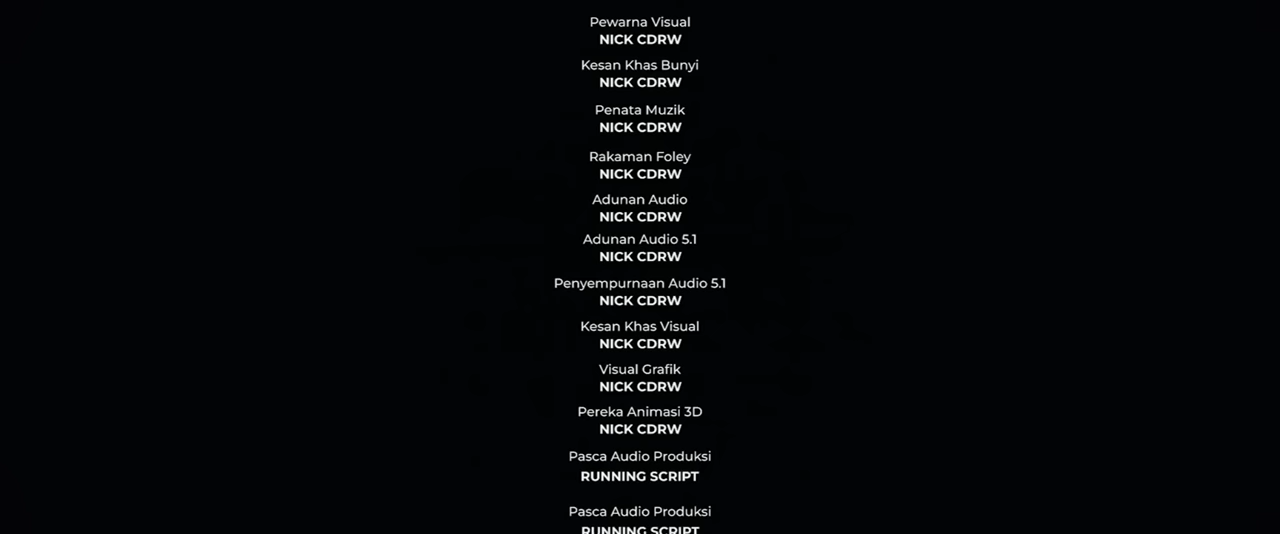 Pewarna Visual
NICK CDRW
Kesan Khas Bunyi
NICK CDRW
Penata Muzik
NICK CDRW
Rakaman Foley
NICK CDRW
Adunan Audio
NICK CDRW
Adunan Audio 5.1
NICK CDRW
Penyempurnaan Audio 5.1
NICK CDRW
Kesan Khas Visual
NICK CDRW
Visual Grafik
NICK CDRW
Pereka Animasi 3D
NICK CDRW
Pasca Audio Produksi
RUNNING SCRIPT
Pasca Audio Produksi
RUNNING SCRIPT